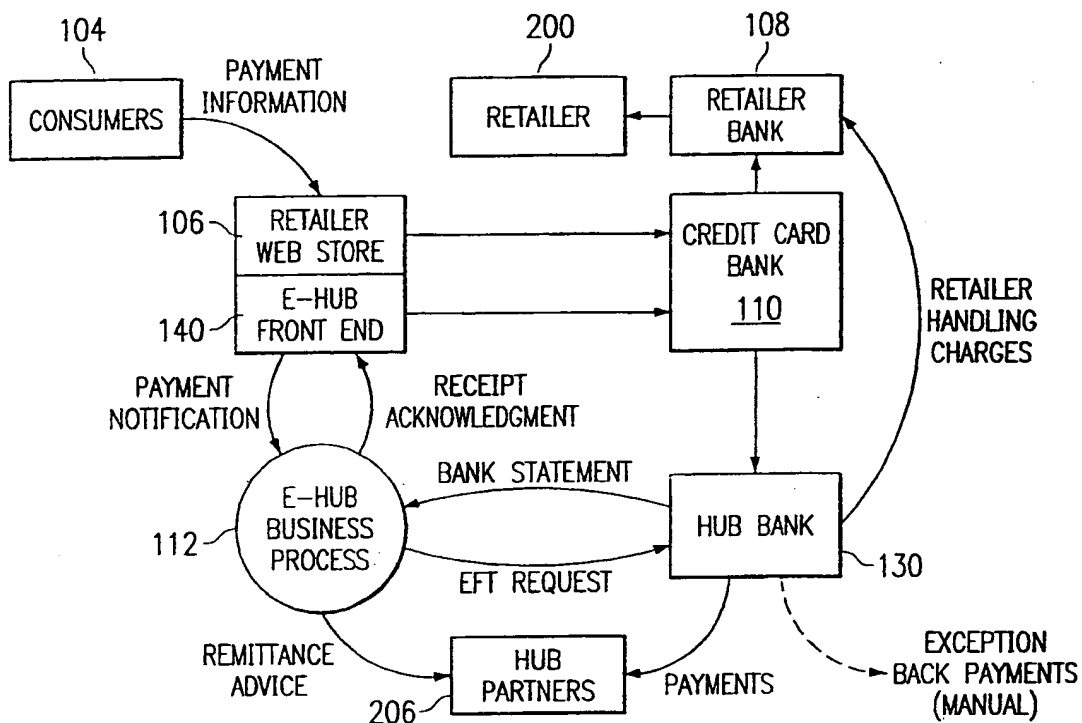 104
200
108
PAYMENT
INFORMATION
CONSUMERS
RETAILER
RETAILER
BANK
106
RETAILER
WEB STORE
CREDIT CARD
BANK
110
140
E-HUB
FRONT END
RETAILER
HANDLING
CHARGES
PAYMENT
NOTIFICATION
RECEIPT
ACKNOWLEDGMENT
BANK STATEMENT
E-HUB
BUSINESS
PROCESS
112
HUB BANK
130
EFT REQUEST
REMITTANCE
ADVICE
HUB
PARTNERS
206
PAYMENTS
EXCEPTION
BACK PAYMENTS
(MANUAL)